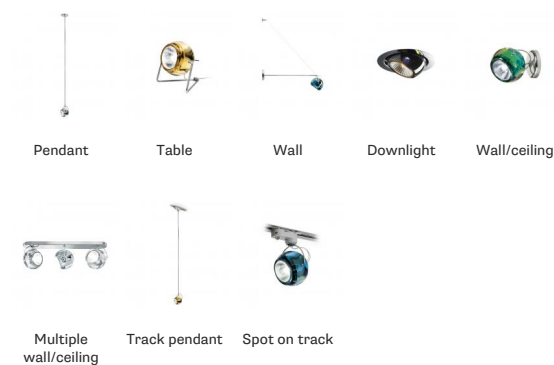 Pendant
Table
Wall
Downlight
Wall/ceiling
Multiple
wall/ceiling
Track pendant
Spot on track